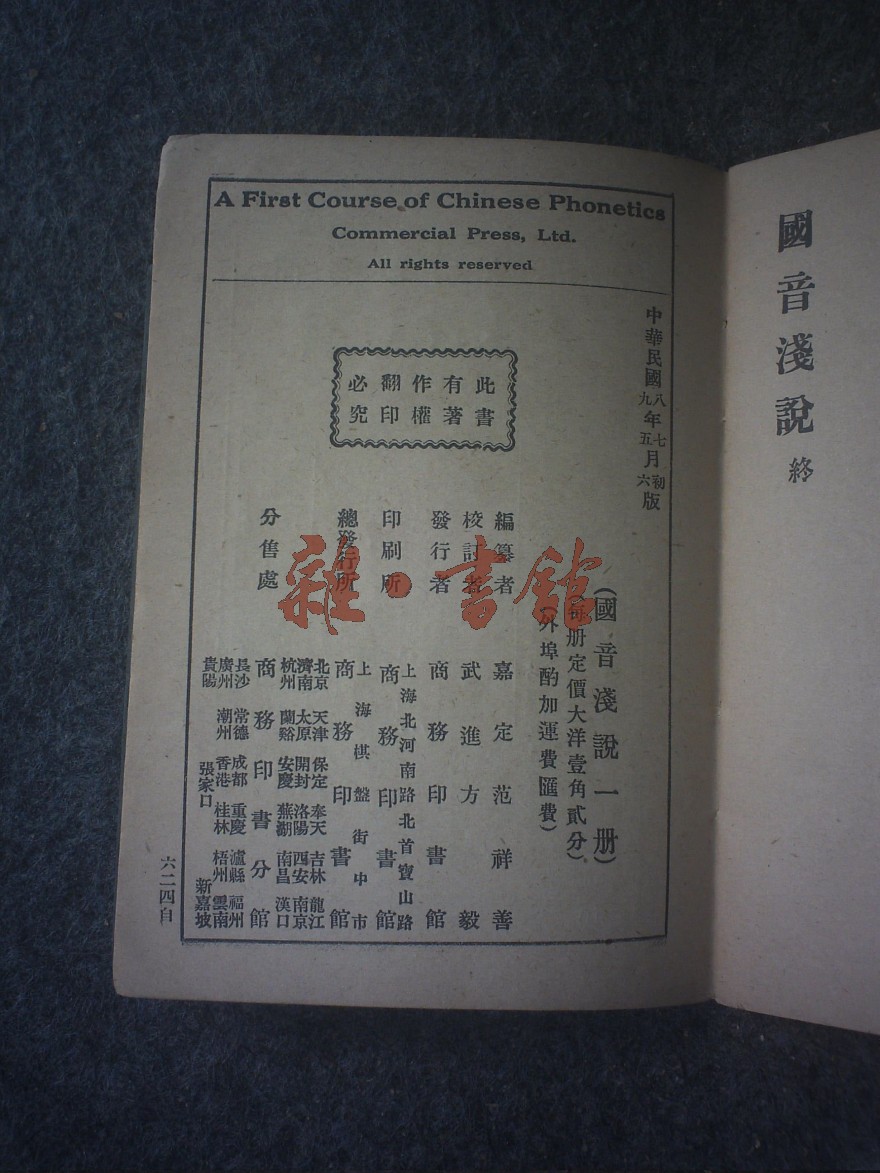 國音淺說終
A First Course of Chinese Phonetics
Commercial Press, Ltd.
All rights reserved
中華民國八年七月初版
九年五月六版
此書有著作權翻印必究
(國音淺說一册)
(每册定價大洋壹角貳分)
(外埠酌加運費匯費)
編纂者 嘉定范祥善
校訂者 武進方毅
發行者 商務印書館
印刷所 上海北河南路北首寶山路 商務印書館
總發行所 上海棋盤街中市 商務印書館
分售處 北京 天津 保定 奉天 吉林 龍江
濟南 太原 開封 洛陽 西安 南京
杭州 蘭谿 安慶 蕪湖 南昌 漢口
商務印書分館
長沙 常德 成都 重慶 瀘縣 福州
廣州 潮州 香港 桂林 梧州 雲南
貴陽 張家口 新嘉坡
六二四自
雜·書館